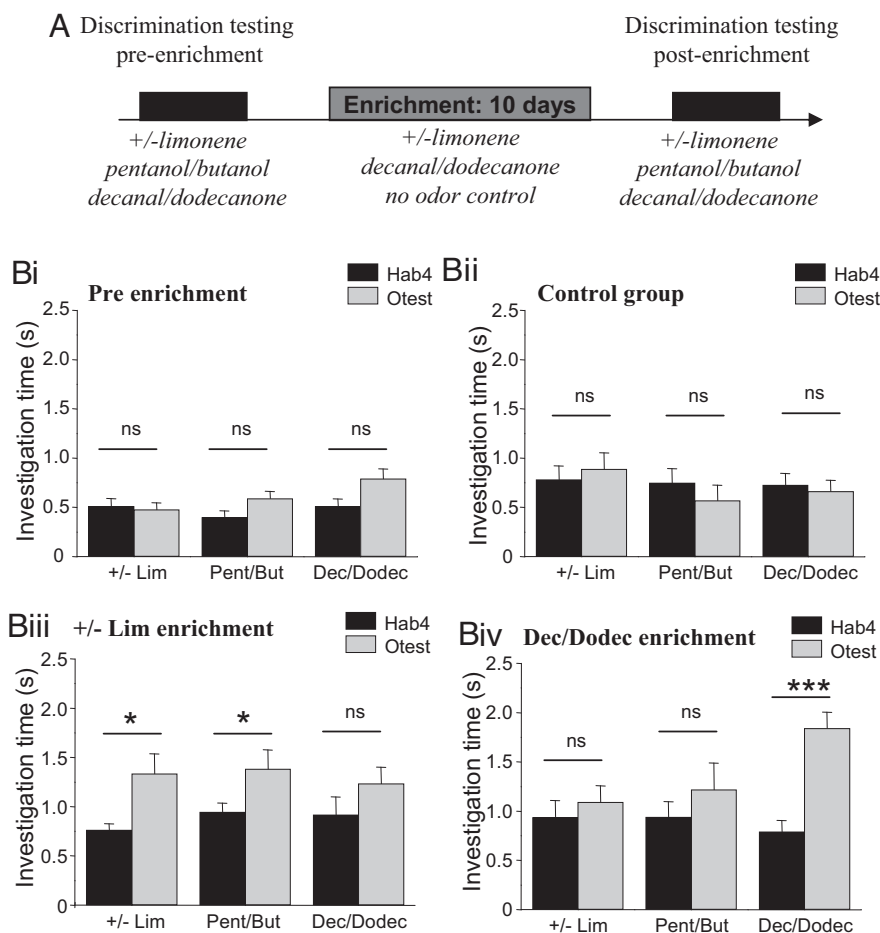 A
Discrimination testing
pre-enrichment
Discrimination testing
post-enrichment
Enrichment: 10 days
+/-limonene
pentanol/butanol
decanal/dodecanone
+/-limonene
decanal/dodecanone
no odor control
+/-limonene
pentanol/butanol
decanal/dodecanone
Bi
Pre enrichment
Hab4
Otest
Investigation time (s)
2.5
2.0
1.5
1.0
0.5
0
ns
ns
ns
+/- Lim
Pent/But
Dec/Dodec
Bii
Control group
Hab4
Otest
Investigation time (s)
2.5
2.0
1.5
1.0
0.5
0
ns
ns
ns
+/- Lim
Pent/But
Dec/Dodec
Biii
+/- Lim enrichment
Hab4
Otest
Investigation time (s)
2.5
2.0
1.5
1.0
0.5
0
*
*
ns
+/- Lim
Pent/But
Dec/Dodec
Biv
Dec/Dodec enrichment
Hab4
Otest
Investigation time (s)
2.5
2.0
1.5
1.0
0.5
0
ns
ns
***
+/- Lim
Pent/But
Dec/Dodec